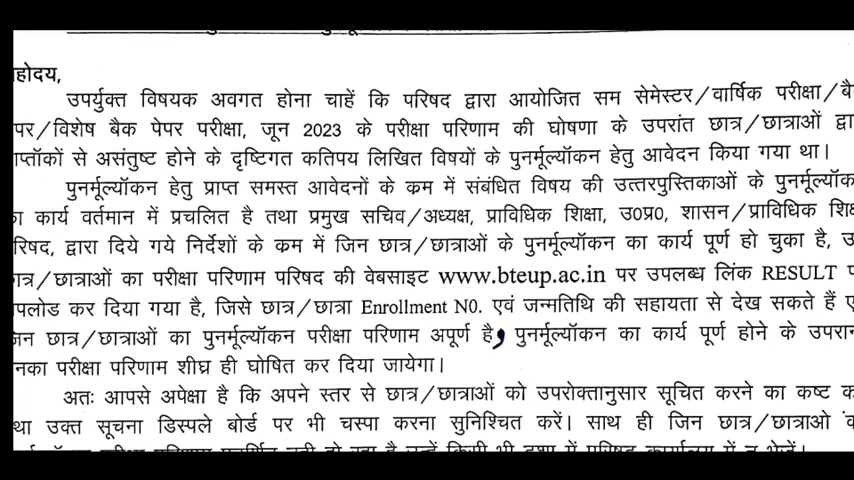 होदय,
उपर्युक्त विषयक अवगत होना चाहें कि परिषद द्वारा आयोजित सम सेमेस्टर/वार्षिक परीक्षा/बै
पर/विशेष बैक पेपर परीक्षा, जून 2023 के परीक्षा परिणाम की घोषणा के उपरांत छात्र/छात्राओं द्वा
प्राप्तॉकों से असंतुष्ट होने के दृष्टिगत कतिपय लिखित विषयों के पुनर्मूल्यॉकन हेतु आवेदन किया गया था।
पुनर्मूल्यॉकन हेतु प्राप्त समस्त आवेदनों के क्रम में संबंधित विषय की उत्तरपुस्तिकाओं के पुनर्मूल्यॉक
का कार्य वर्तमान में प्रचलित है तथा प्रमुख सचिव/अध्यक्ष, प्राविधिक शिक्षा, उ0प्र0, शासन/प्राविधिक शिक्ष
रिषद, द्वारा दिये गये निर्देशों के क्रम में जिन छात्र/छात्राओं के पुनर्मूल्यॉकन का कार्य पूर्ण हो चुका है, उ
ात्र/छात्राओं का परीक्षा परिणाम परिषद की वेबसाइट www.bteup.ac.in पर उपलब्ध लिंक RESULT प
पलोड कर दिया गया है, जिसे छात्र/छात्रा Enrollment N0. एवं जन्मतिथि की सहायता से देख सकते हैं ए
जिन छात्र/छात्राओं का पुनर्मूल्यॉकन परीक्षा परिणाम अपूर्ण है, पुनर्मूल्यॉकन का कार्य पूर्ण होने के उपरान
नका परीक्षा परिणाम शीघ्र ही घोषित कर दिया जायेगा।
अतः आपसे अपेक्षा है कि अपने स्तर से छात्र/छात्राओं को उपरोक्तानुसार सूचित करने का कष्ट क
था उक्त सूचना डिस्पले बोर्ड पर भी चस्पा करना सुनिश्चित करें। साथ ही जिन छात्र/छात्राओ क